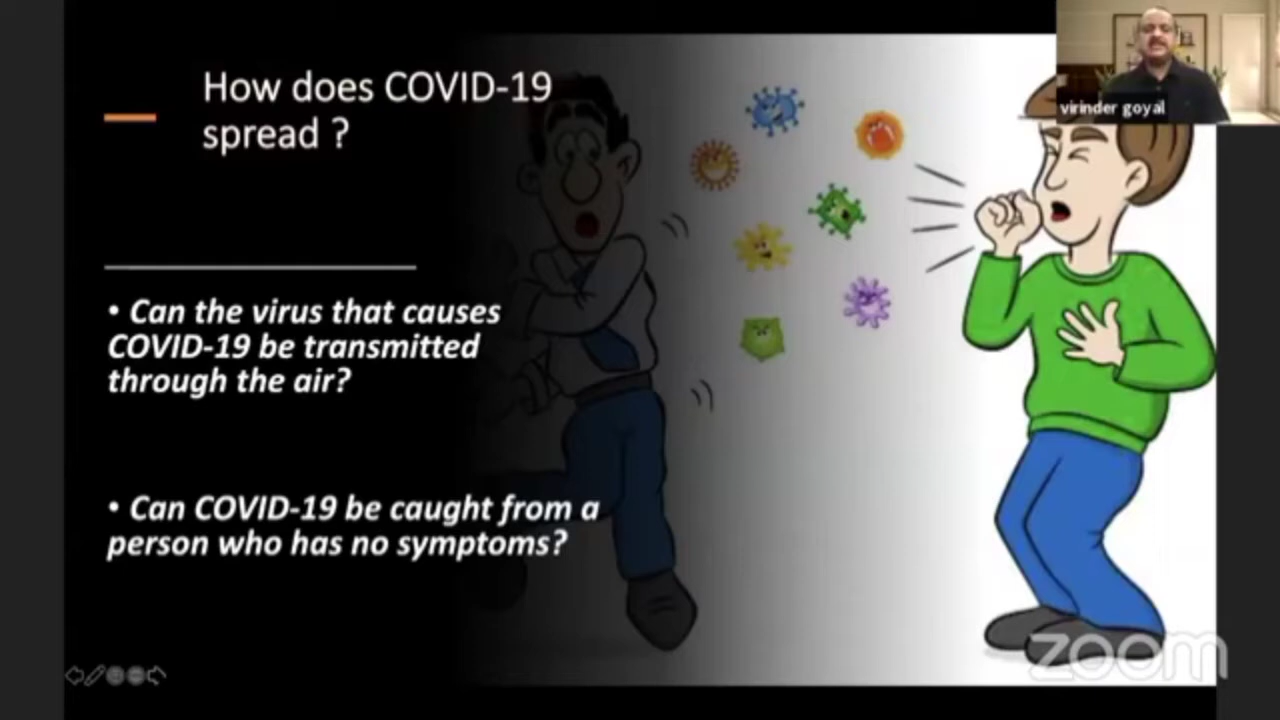 How does COVID-19
spread ?
• Can the virus that causes
COVID-19 be transmitted
through the air?
• Can COVID-19 be caught from a
person who has no symptoms?
virinder goyal
zoom